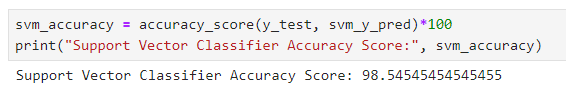 svm_accuracy = accuracy_score(y_test, svm_y_pred)*100
print("Support Vector Classifier Accuracy Score:", svm_accuracy)
Support Vector Classifier Accuracy Score: 98.54545454545455